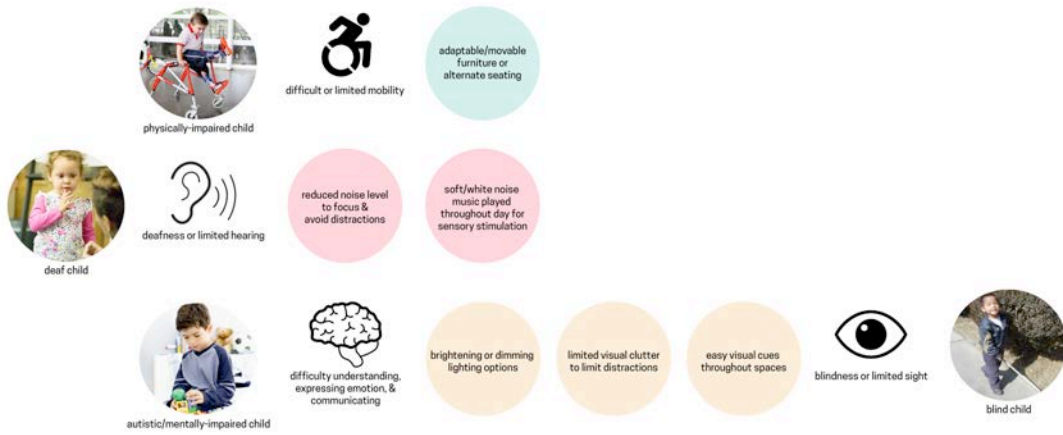 adaptable/movable
furniture or
alternate seating
difficult or limited mobility
physically-impaired child
reduced noise level
to focus &
avoid distractions
soft/white noise
music played
throughout day for
sensory stimulation
deafness or limited hearing
deaf child
brightening or dimming
lighting options
limited visual clutter
to limit distractions
easy visual cues
throughout spaces
difficulty understanding,
expressing emotion, &
communicating
blindness or limited sight
autistic/mentally-impaired child
blind child